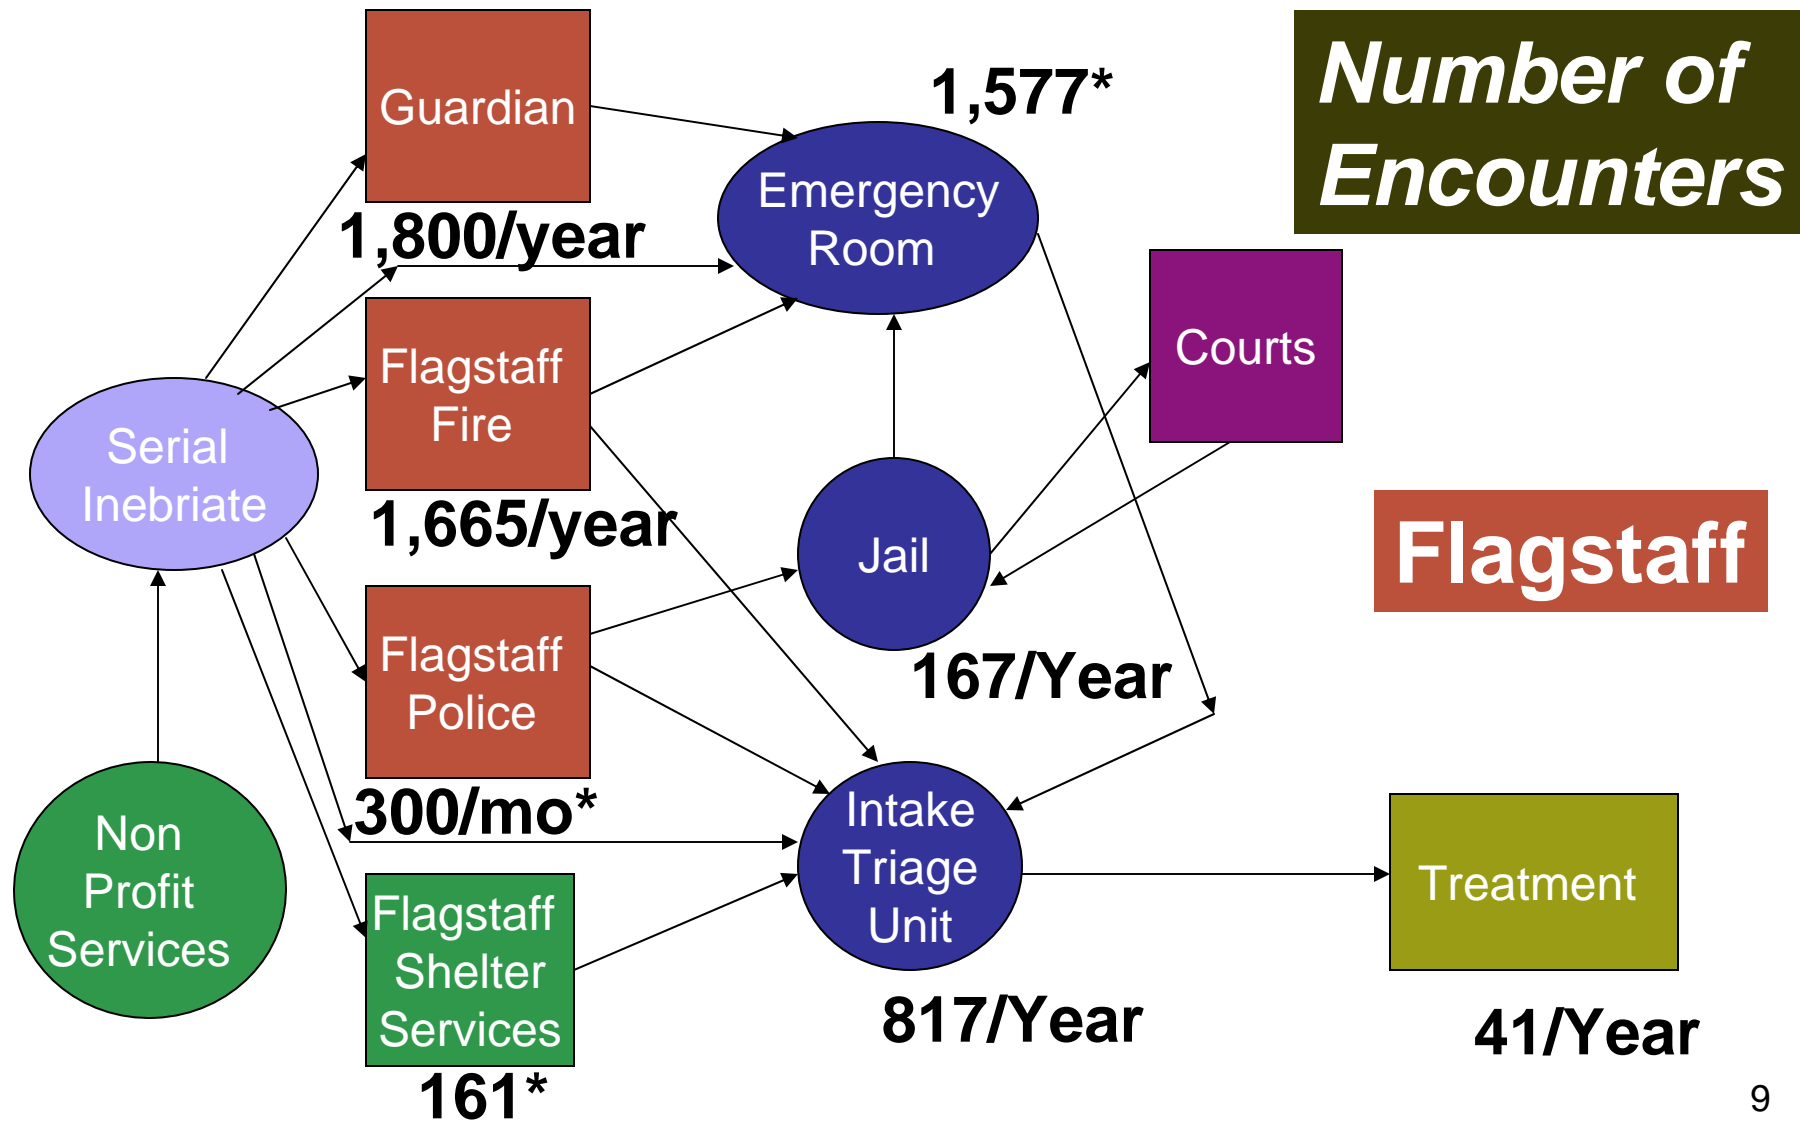 Number of
Encounters
Guardian
1,800/year
1,577*
Emergency
Room
Courts
Flagstaff
Fire
1,665/year
Serial
Inebriate
Jail
167/Year
Flagstaff
Flagstaff
Police
300/mo*
Non
Profit
Services
Flagstaff
Shelter
Services
161*
Intake
Triage
Unit
817/Year
Treatment
41/Year
9